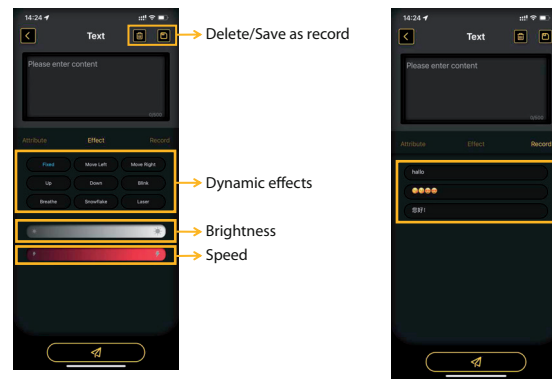 14:24
Text
Delete/Save as record
Please enter content
0/500
Attribute Effect Record
Fixed Move Left Move Right
Up Down Blink
Breathe Snowflake Laser
Dynamic effects
Brightness
Speed
14:24
Text
Please enter content
0/500
Attribute Effect Record
hallo
😄😄😄😄
您好!